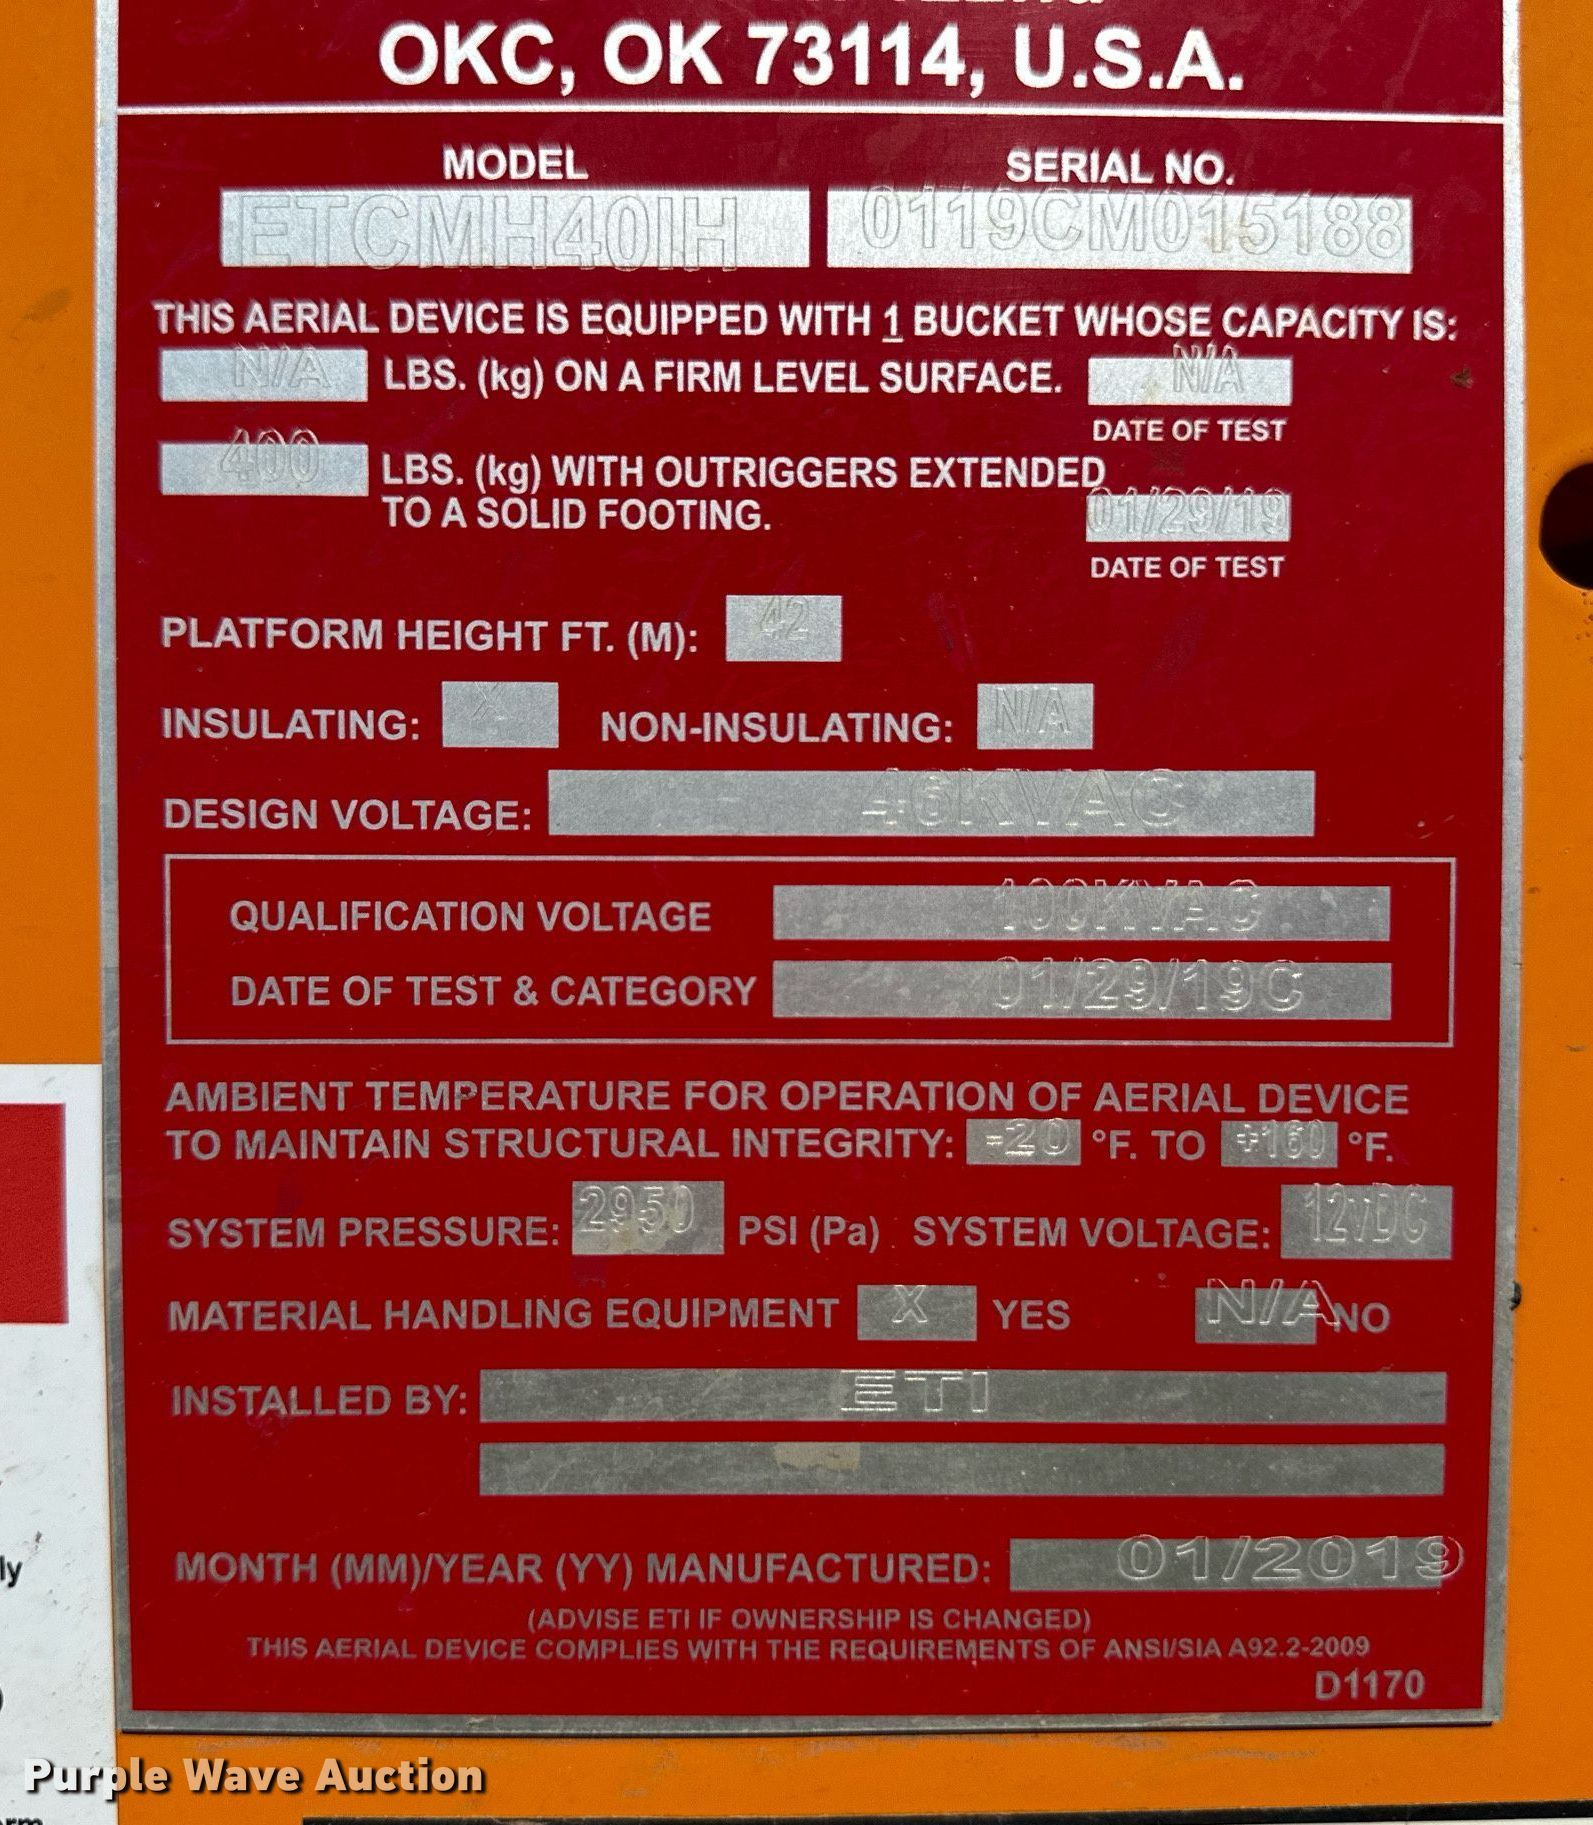 OKC, OK 73114, U.S.A.
MODEL SERIAL NO.
ETCMH40IH 0119CM015188
THIS AERIAL DEVICE IS EQUIPPED WITH 1 BUCKET WHOSE CAPACITY IS:
N/A LBS. (kg) ON A FIRM LEVEL SURFACE. N/A
DATE OF TEST
400 LBS. (kg) WITH OUTRIGGERS EXTENDED
TO A SOLID FOOTING. 01/29/19
DATE OF TEST
PLATFORM HEIGHT FT. (M): 42
INSULATING: X NON-INSULATING: N/A
DESIGN VOLTAGE: 46KVAC
QUALIFICATION VOLTAGE 100KVAC
DATE OF TEST & CATEGORY 01/29/19C
AMBIENT TEMPERATURE FOR OPERATION OF AERIAL DEVICE
TO MAINTAIN STRUCTURAL INTEGRITY: -20 °F. TO +160 °F.
SYSTEM PRESSURE: 2950 PSI (Pa) SYSTEM VOLTAGE: 12VDC
MATERIAL HANDLING EQUIPMENT X YES N/A NO
INSTALLED BY: ETI
MONTH (MM)/YEAR (YY) MANUFACTURED: 01/2019
(ADVISE ETI IF OWNERSHIP IS CHANGED)
THIS AERIAL DEVICE COMPLIES WITH THE REQUIREMENTS OF ANSI/SIA A92.2-2009
D1170
ly
Purple Wave Auction